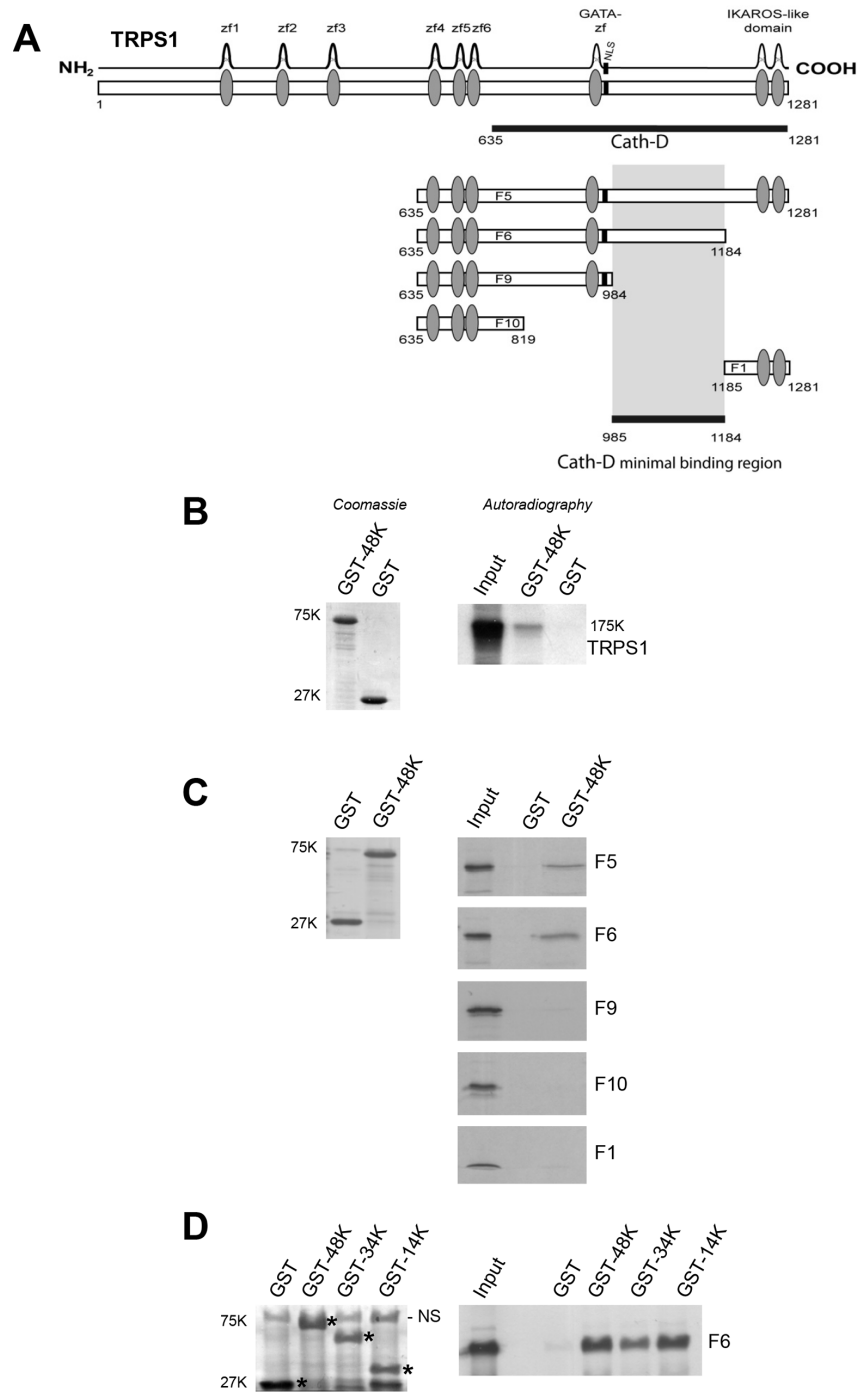 A
TRPS1
zf1 zf2 zf3 zf4 zf5 zf6 GATA-zf NLS IKAROS-like domain
NH2 COOH
1 1281
635 Cath-D 1281
F5
635 1281
F6
635 1184
F9
635 984
F10
635 819
F1
1185 1281
985 1184
Cath-D minimal binding region
B
Coomassie Autoradiography
GST-48K GST Input GST-48K GST
75K 175K
TRPS1
27K
C
GST GST-48K Input GST GST-48K
75K F5
27K
F6
F9
F10
F1
D
GST GST-48K GST-34K GST-14K Input GST GST-48K GST-34K GST-14K
75K * - NS
* F6
*
27K *